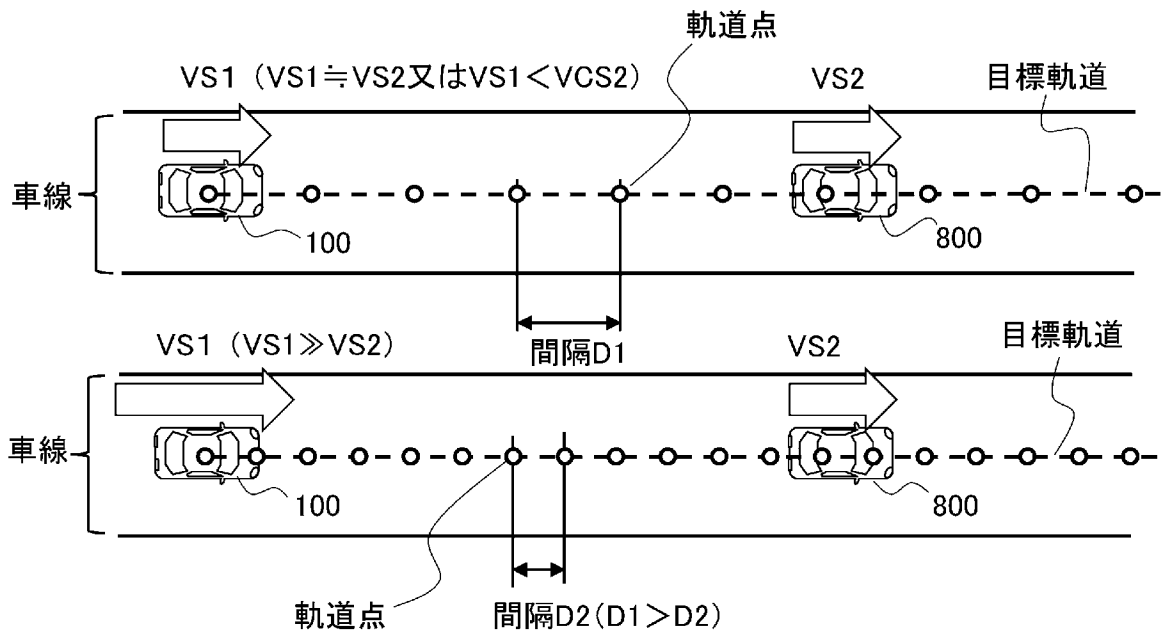 軌道点
VS1（VS1≒VS2又はVS1＜VCS2）
VS2
目標軌道
車線
100
800
間隔D1
VS1（VS1≫VS2）
VS2
目標軌道
車線
100
800
軌道点
間隔D2(D1＞D2)